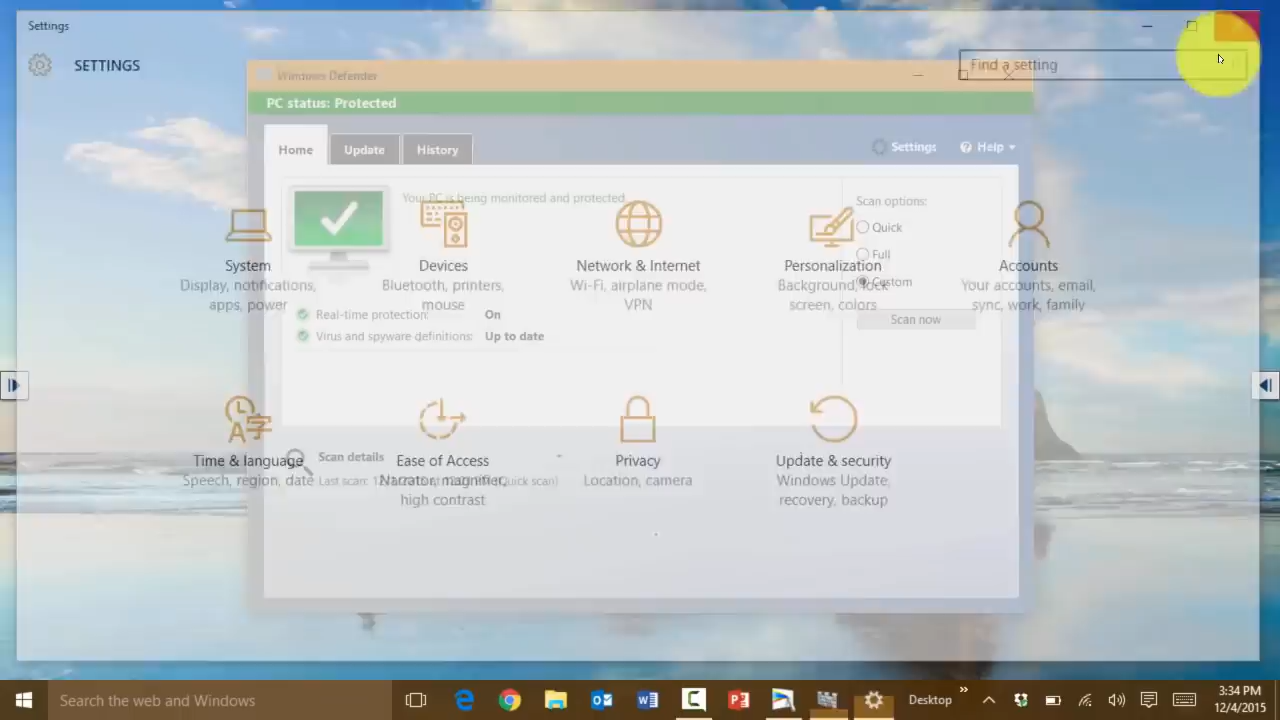 Settings
SETTINGS
Find a setting
Windows Defender
PC status: Protected
Home
Update
History
Settings
Help
Your PC is being monitored and protected.
Scan options:
Quick
Full
Custom
Scan now
System
Display, notifications,
apps, power
Devices
Bluetooth, printers,
mouse
Network & Internet
Wi-Fi, airplane mode,
VPN
Personalization
Background, lock
screen, colors
Accounts
Your accounts, email,
sync, work, family
Real-time protection: On
Virus and spyware definitions: Up to date
Time & language
Speech, region, date
Scan details
Last scan: (Quick scan)
Ease of Access
Narrator, magnifier,
high contrast
Privacy
Location, camera
Update & security
Windows Update,
recovery, backup
Search the web and Windows
Desktop
3:34 PM
12/4/2015